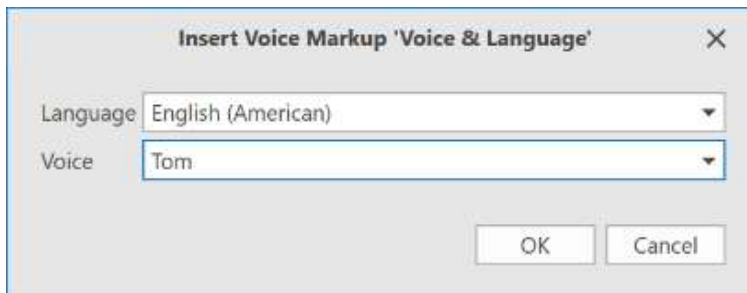 Insert Voice Markup 'Voice & Language'
Language English (American)
Voice Tom
OK Cancel